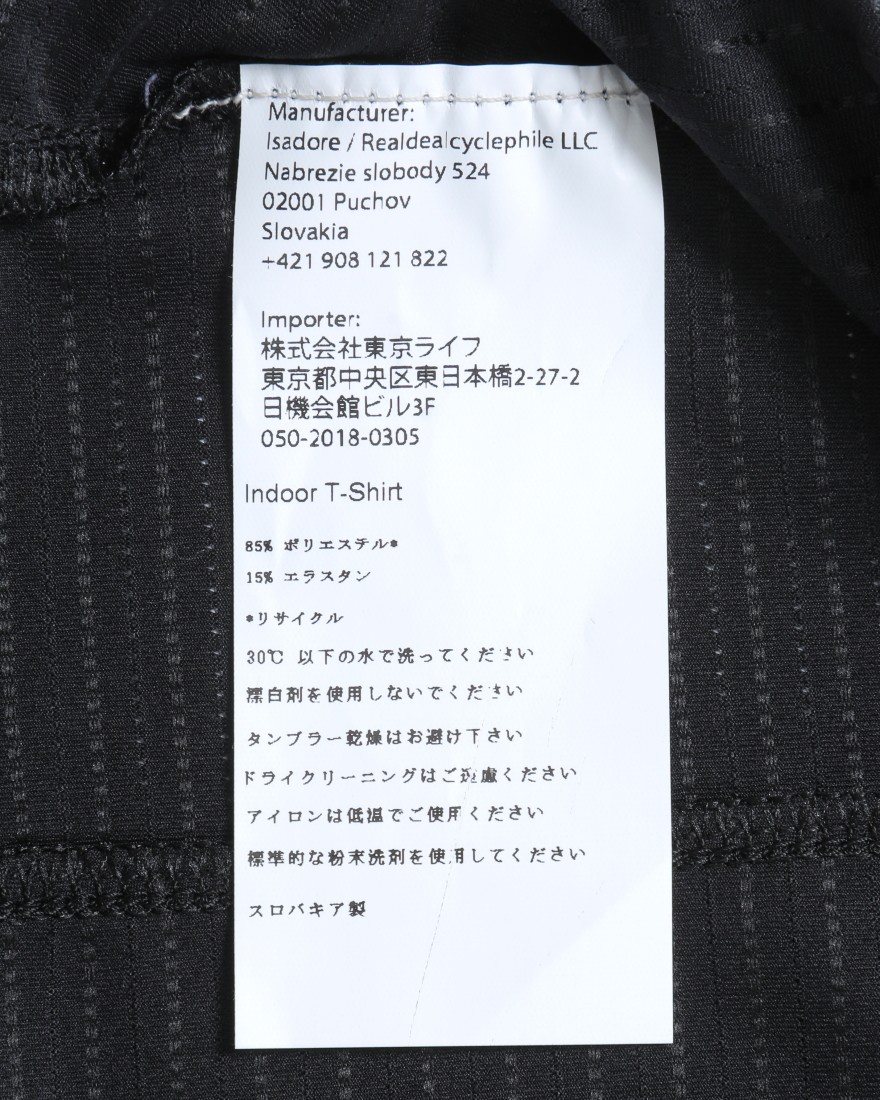 Manufacturer:
Isadore / Realdealcyclephile LLC
Nabrezie slobody 524
02001 Puchov
Slovakia
+421 908 121 822
Importer:
株式会社東京ライフ
東京都中央区東日本橋2-27-2
日機会館ビル3F
050-2018-0305
Indoor T-Shirt
85% ポリエステル*
15% エラスタン
*リサイクル
30℃ 以下の水で洗ってください
漂白剤を使用しないでください
タンブラー乾燥はお避け下さい
ドライクリーニングはご遠慮ください
アイロンは低温でご使用ください
標準的な粉末洗剤を使用してください
スロバキア製